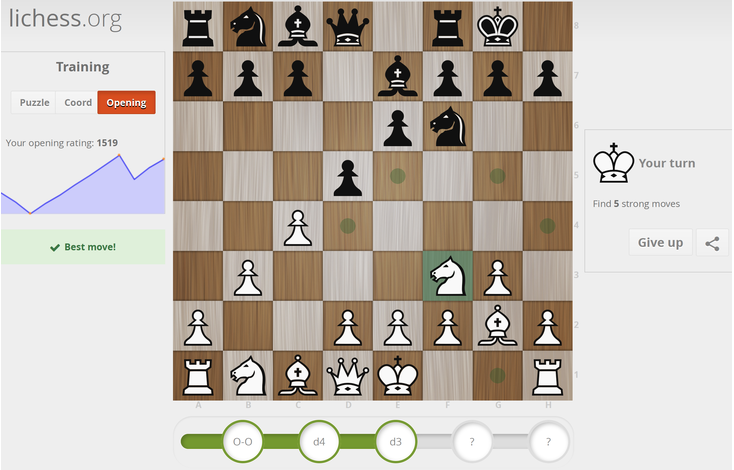 lichess.org
Training
Puzzle Coord Opening
Your opening rating: 1519
✔ Best move!
8
7
6
5
4
3
2
1
A B C D E F G H
Your turn
Find 5 strong moves
Give up
O-O d4 d3 ? ?